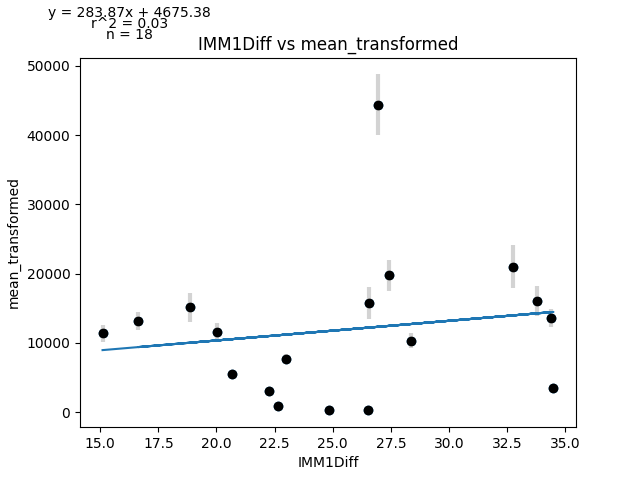 y = 283.87x + 4675.38
r^2 = 0.03
n = 18
IMM1Diff vs mean_transformed
50000
40000
30000
20000
10000
0
mean_transformed
15.0 17.5 20.0 22.5 25.0 27.5 30.0 32.5 35.0
IMM1Diff